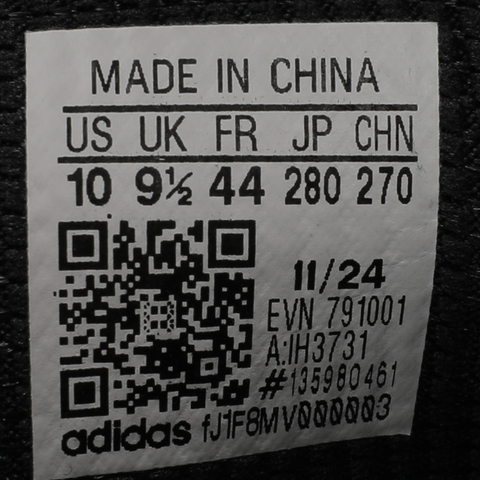 MADE IN CHINA
US UK FR JP CHN
10 9½ 44 280 270
11/24
EVN 791001
A:IH3731
#135980461
adidas fJ1F8MV000003